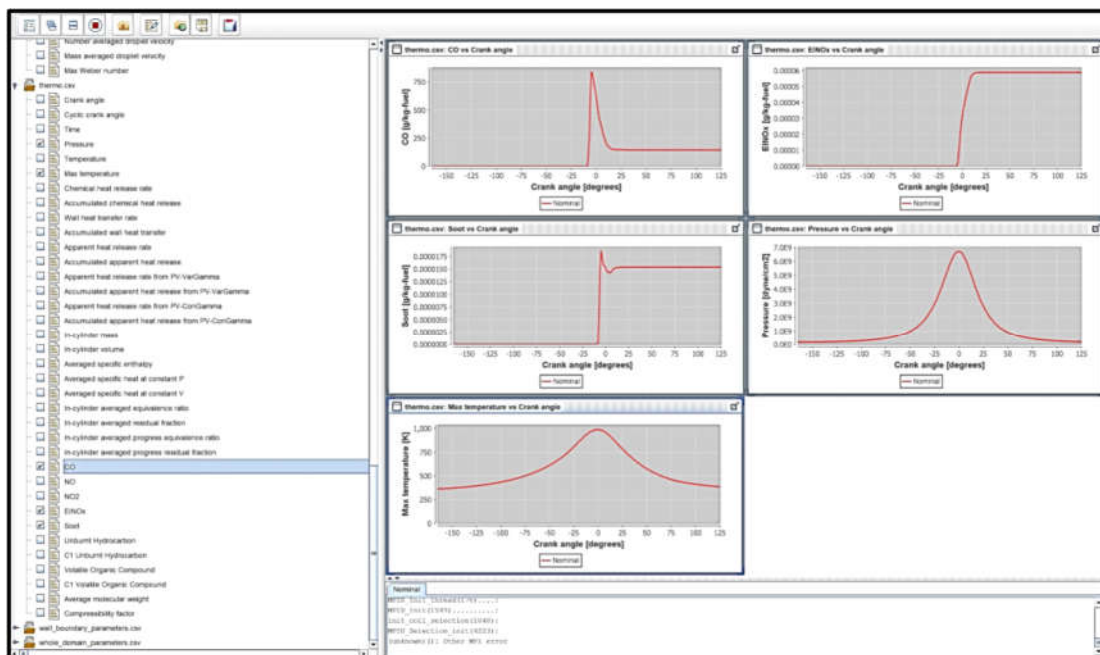 Number averaged droplet velocity
Mass averaged droplet velocity
Max Weber number
thermo.csv
Crank angle
Cyclic crank angle
Time
Pressure
Temperature
Max temperature
Chemical heat release rate
Accumulated chemical heat release
Wall heat transfer rate
Accumulated wall heat transfer
Apparent heat release rate
Accumulated apparent heat release
Apparent heat release rate from PV-VarGamma
Accumulated apparent heat release from PV-VarGamma
Apparent heat release rate from PV-ConGamma
Accumulated apparent heat release from PV-ConGamma
In-cylinder mass
In-cylinder volume
Averaged specific enthalpy
Averaged specific heat at constant P
Averaged specific heat at constant V
In-cylinder averaged equivalence ratio
In-cylinder averaged residual fraction
In-cylinder averaged progress equivalence ratio
In-cylinder averaged progress residual fraction
CO
NO
NO2
EINOx
Soot
Unburnt Hydrocarbon
C1 Unburnt Hydrocarbon
Volatile Organic Compound
C1 Volatile Organic Compound
Average molecular weight
Compressibility factor
wall_boundary_parameters.csv
whole_domain_parameters.csv
thermo.csv: CO vs Crank angle
CO [g/kg-fuel]
750
500
250
0
-150 -125 -100 -75 -50 -25 0 25 50 75 100 125
Crank angle [degrees]
Nominal
thermo.csv: EINOx vs Crank angle
EINOx [g/kg-fuel]
0.00006
0.00005
0.00004
0.00003
0.00002
0.00001
0.00000
-150 -125 -100 -75 -50 -25 0 25 50 75 100 125
Crank angle [degrees]
Nominal
thermo.csv: Soot vs Crank angle
Soot [g/kg-fuel]
0.0000175
0.0000150
0.0000125
0.0000100
0.0000075
0.0000050
0.0000025
0.0000000
-150 -125 -100 -75 -50 -25 0 25 50 75 100 125
Crank angle [degrees]
Nominal
thermo.csv: Pressure vs Crank angle
Pressure [dyne/cm2]
7.0E9
6.0E9
5.0E9
4.0E9
3.0E9
2.0E9
1.0E9
0.0E0
-150 -125 -100 -75 -50 -25 0 25 50 75 100 125
Crank angle [degrees]
Nominal
thermo.csv: Max temperature vs Crank angle
Max temperature [K]
1,000
750
500
250
0
-150 -125 -100 -75 -50 -25 0 25 50 75 100 125
Crank angle [degrees]
Nominal
Nominal
init_coll_selection(1040):
(unknown)(): Other MPI error